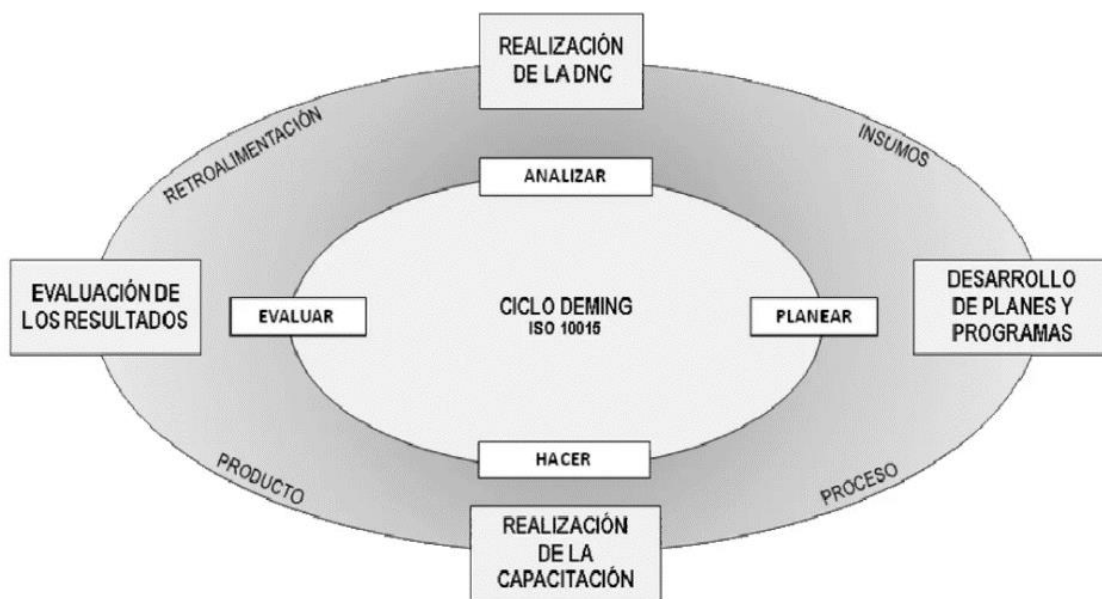 REALIZACIÓN
DE LA DNC
RETROALIMENTACIÓN
INSUMOS
ANALIZAR
EVALUACIÓN DE
LOS RESULTADOS
EVALUAR
CICLO DEMING
ISO 10015
PLANEAR
DESARROLLO
DE PLANES Y
PROGRAMAS
PRODUCTO
HACER
PROCESO
REALIZACIÓN
DE LA
CAPACITACIÓN